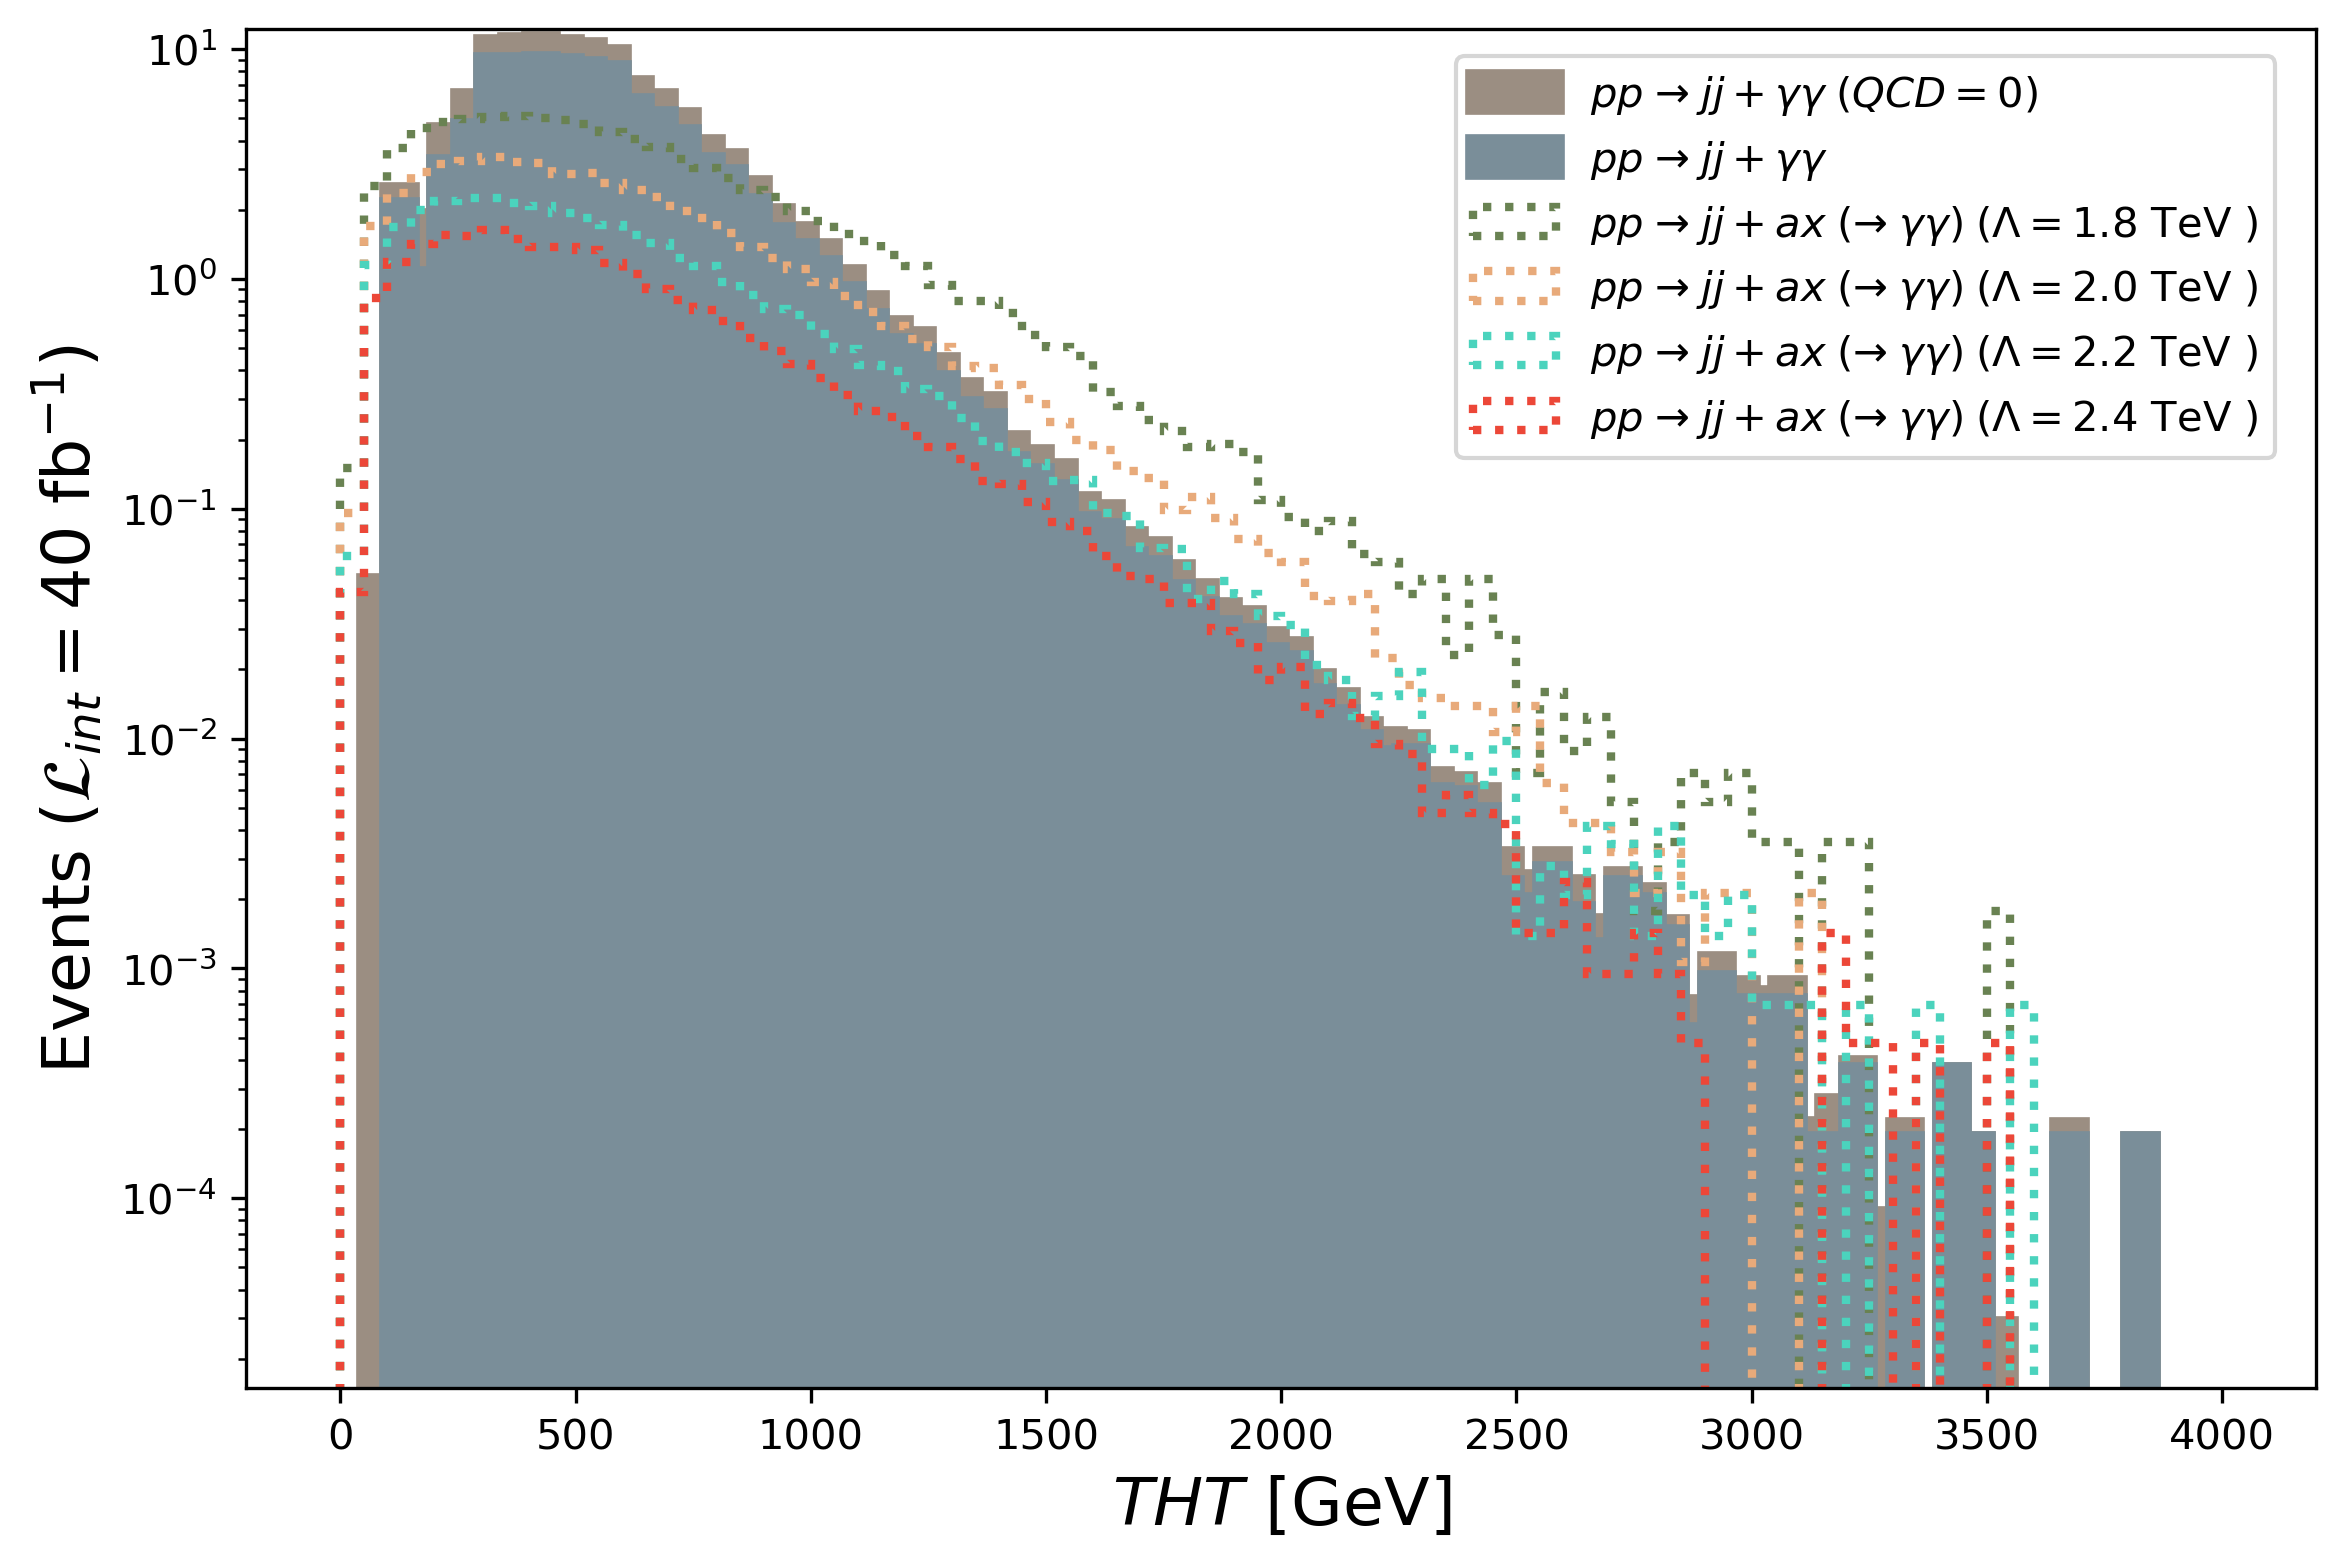 10¹
10⁰
10⁻¹
10⁻²
10⁻³
10⁻⁴
Events (ℒ_int = 40 fb⁻¹)
pp → jj + γγ (QCD = 0)
pp → jj + γγ
pp → jj + ax (→ γγ) (Λ = 1.8 TeV )
pp → jj + ax (→ γγ) (Λ = 2.0 TeV )
pp → jj + ax (→ γγ) (Λ = 2.2 TeV )
pp → jj + ax (→ γγ) (Λ = 2.4 TeV )
0 500 1000 1500 2000 2500 3000 3500 4000
THT [GeV]